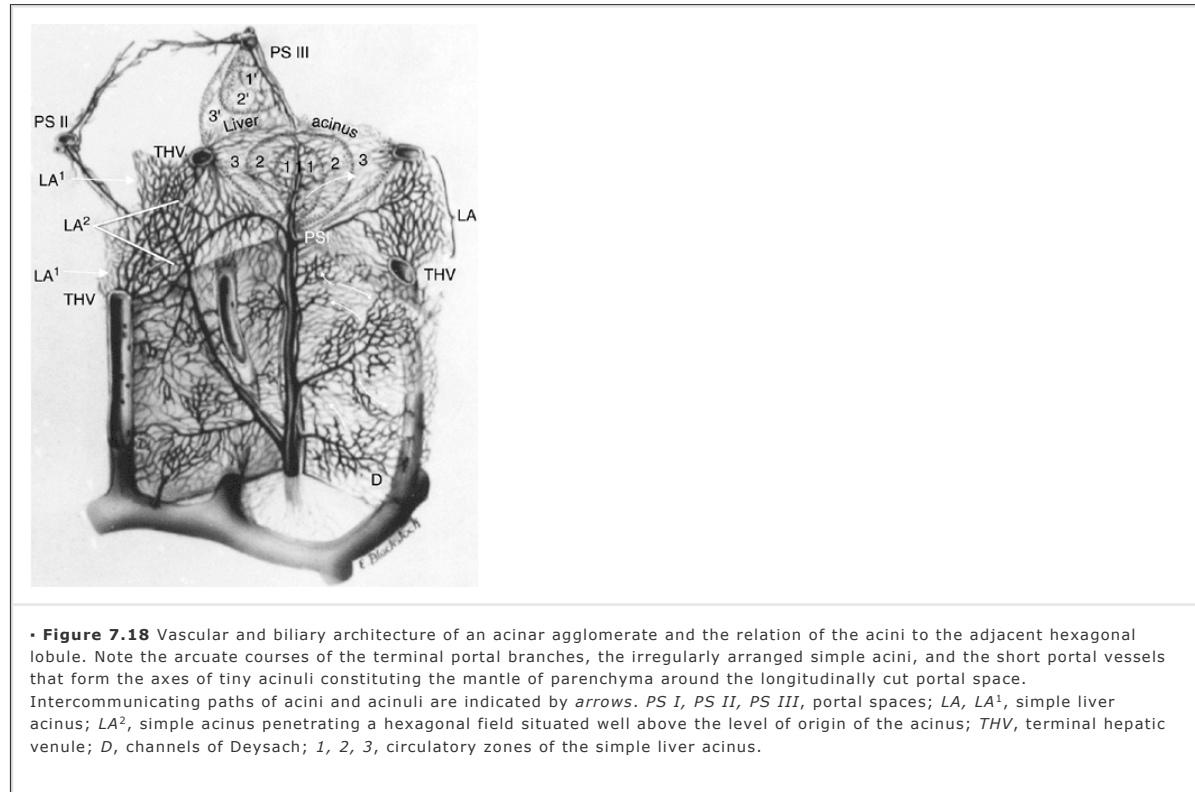 PS III
1'
2'
3'
Liver acinus
PS II
THV
3 2 1 1 1 2 3
LA¹
LA
LA²
PSI
LA¹
THV
THV
D
▪ Figure 7.18 Vascular and biliary architecture of an acinar agglomerate and the relation of the acini to the adjacent hexagonal
lobule. Note the arcuate courses of the terminal portal branches, the irregularly arranged simple acini, and the short portal vessels
that form the axes of tiny acinuli constituting the mantle of parenchyma around the longitudinally cut portal space.
Intercommunicating paths of acini and acinuli are indicated by arrows. PS I, PS II, PS III, portal spaces; LA, LA¹, simple liver
acinus; LA², simple acinus penetrating a hexagonal field situated well above the level of origin of the acinus; THV, terminal hepatic
venule; D, channels of Deysach; 1, 2, 3, circulatory zones of the simple liver acinus.